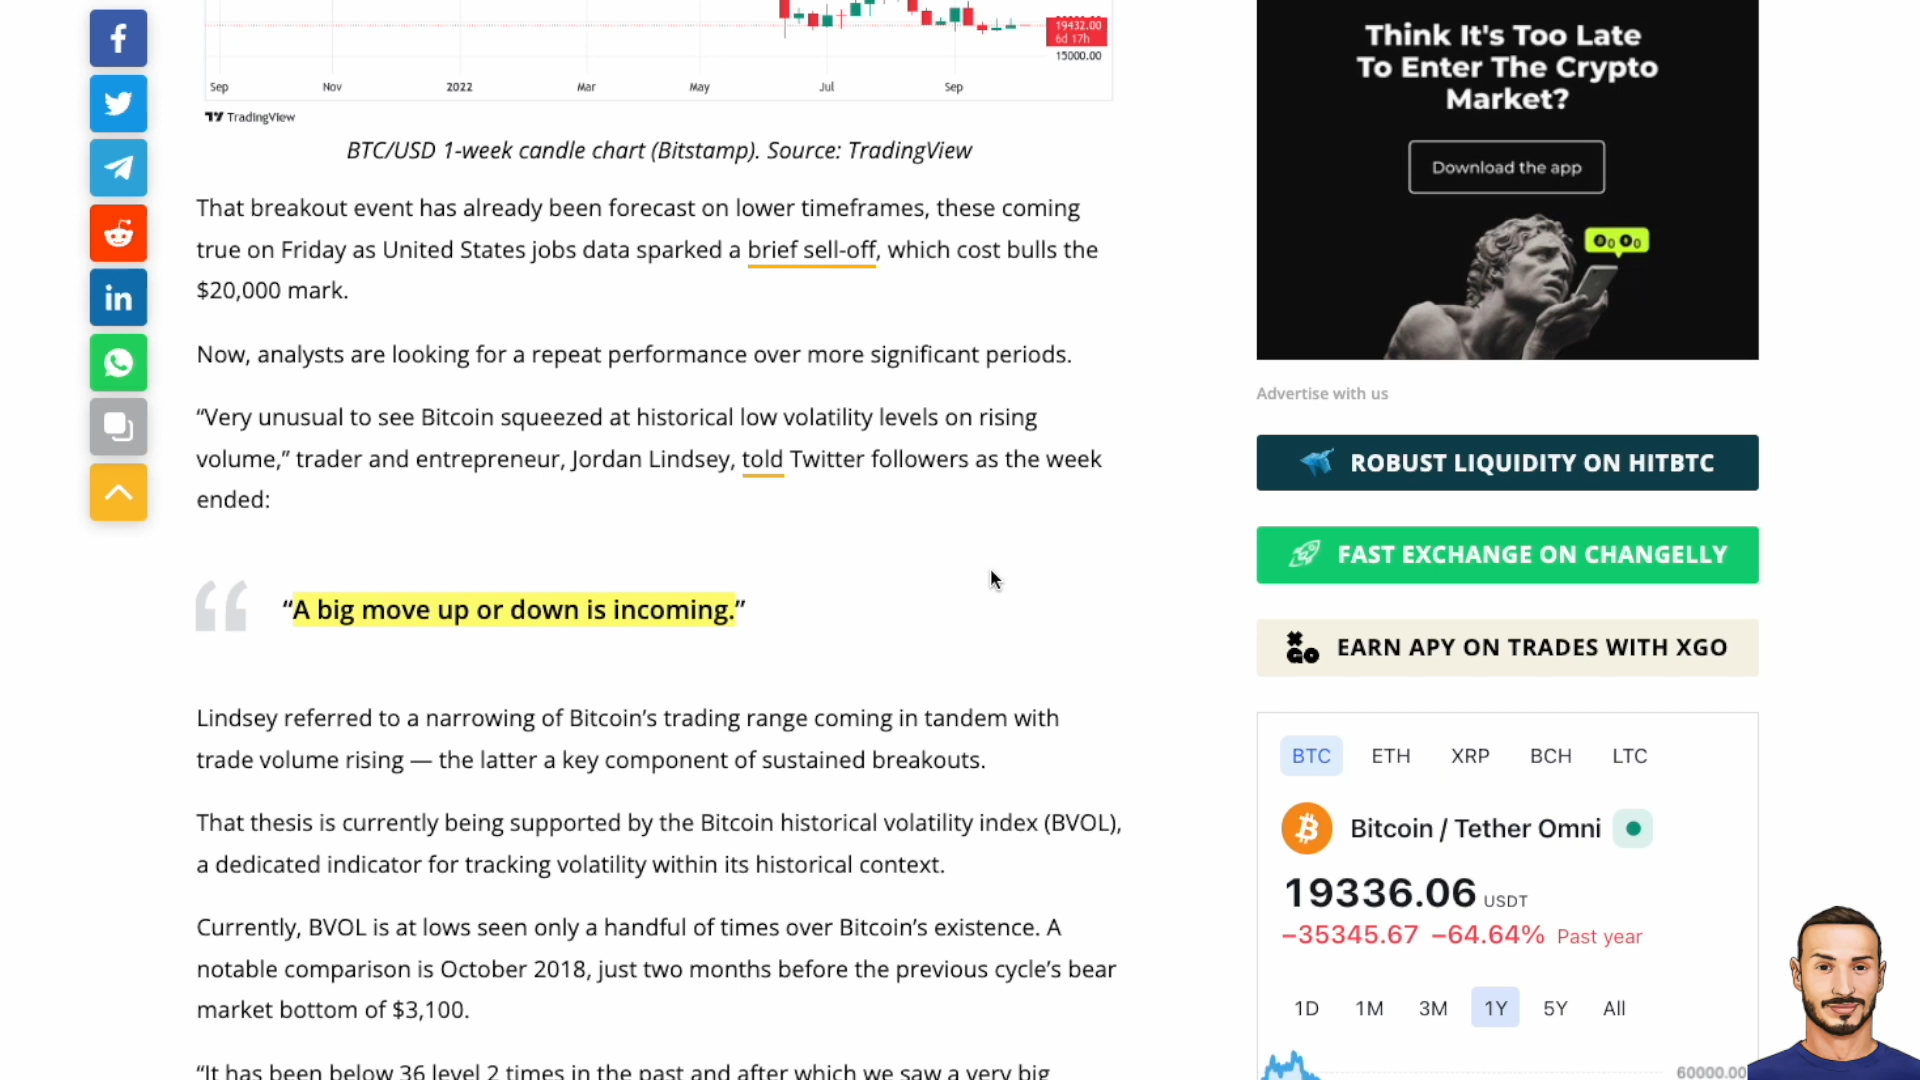 19432.00
6d 17h
15000.00
Sep Nov 2022 Mar May Jul Sep
TradingView
BTC/USD 1-week candle chart (Bitstamp). Source: TradingView
That breakout event has already been forecast on lower timeframes, these coming
true on Friday as United States jobs data sparked a brief sell-off, which cost bulls the
$20,000 mark.
Now, analysts are looking for a repeat performance over more significant periods.
“Very unusual to see Bitcoin squeezed at historical low volatility levels on rising
volume,” trader and entrepreneur, Jordan Lindsey, told Twitter followers as the week
ended:
“A big move up or down is incoming.”
Lindsey referred to a narrowing of Bitcoin’s trading range coming in tandem with
trade volume rising — the latter a key component of sustained breakouts.
That thesis is currently being supported by the Bitcoin historical volatility index (BVOL),
a dedicated indicator for tracking volatility within its historical context.
Currently, BVOL is at lows seen only a handful of times over Bitcoin’s existence. A
notable comparison is October 2018, just two months before the previous cycle’s bear
market bottom of $3,100.
“It has been below 36 level 2 times in the past and after which we saw a very big
Think It's Too Late
To Enter The Crypto
Market?
Download the app
Advertise with us
ROBUST LIQUIDITY ON HITBTC
FAST EXCHANGE ON CHANGELLY
XGO EARN APY ON TRADES WITH XGO
BTC ETH XRP BCH LTC
Bitcoin / Tether Omni
19336.06 USDT
−35345.67 −64.64% Past year
1D 1M 3M 1Y 5Y All
60000.00